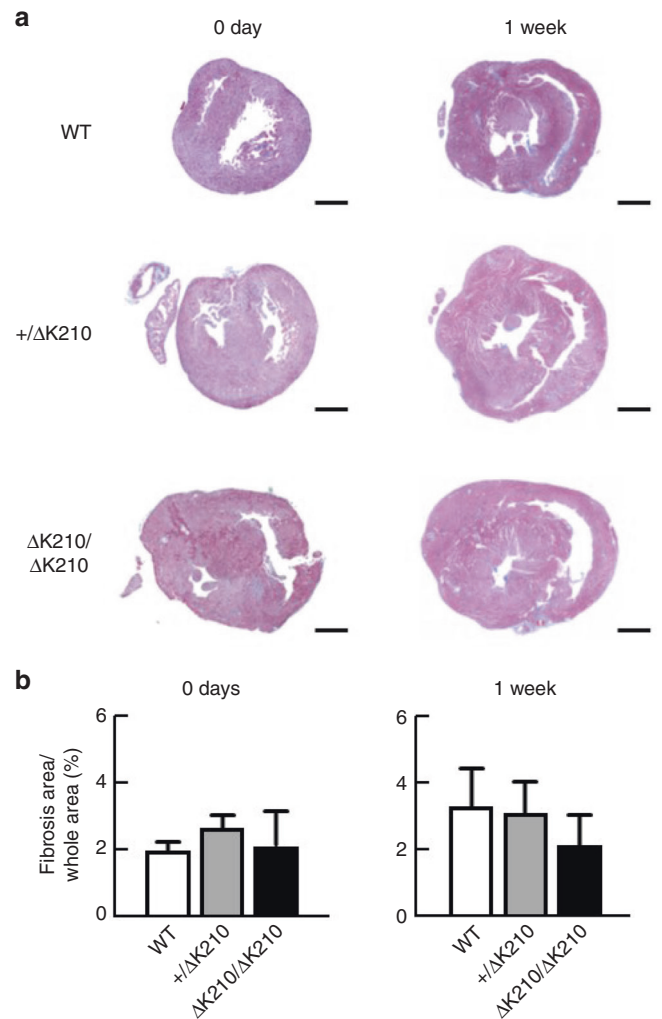 a
0 day 1 week
WT
+/ΔK210
ΔK210/
ΔK210
b
0 days 1 week
Fibrosis area/
whole area (%)
6
4
2
0
WT
+/ΔK210
ΔK210/ΔK210
6
4
2
0
WT
+/ΔK210
ΔK210/ΔK210